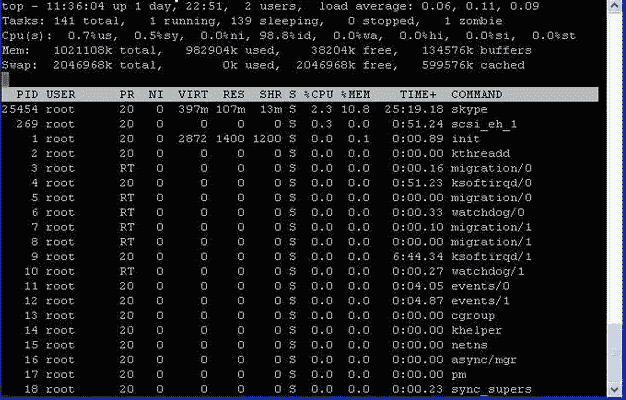 top - 11:36:04 up 1 day, 22:51, 2 users, load average: 0.06, 0.11, 0.09
Tasks: 141 total, 1 running, 139 sleeping, 0 stopped, 1 zombie
Cpu(s): 0.7%us, 0.5%sy, 0.0%ni, 98.8%id, 0.0%wa, 0.0%hi, 0.0%si, 0.0%st
Mem: 1021108k total, 982904k used, 38204k free, 134576k buffers
Swap: 2046968k total, 0k used, 2046968k free, 599576k cached
PID USER PR NI VIRT RES SHR S %CPU %MEM TIME+ COMMAND
25454 root 20 0 397m 107m 13m S 2.3 10.8 25:19.18 skype
269 root 20 0 0 0 0 S 0.3 0.0 0:51.24 scsi_eh_1
1 root 20 0 2872 1400 1200 S 0.0 0.1 0:00.89 init
2 root 20 0 0 0 0 S 0.0 0.0 0:00.00 kthreadd
3 root RT 0 0 0 0 S 0.0 0.0 0:00.16 migration/0
4 root 20 0 0 0 0 S 0.0 0.0 0:51.23 ksoftirqd/0
5 root RT 0 0 0 0 S 0.0 0.0 0:00.00 migration/0
6 root RT 0 0 0 0 S 0.0 0.0 0:00.33 watchdog/0
7 root RT 0 0 0 0 S 0.0 0.0 0:00.10 migration/1
8 root RT 0 0 0 0 S 0.0 0.0 0:00.00 migration/1
9 root 20 0 0 0 0 S 0.0 0.0 6:44.34 ksoftirqd/1
10 root RT 0 0 0 0 S 0.0 0.0 0:00.27 watchdog/1
11 root 20 0 0 0 0 S 0.0 0.0 0:04.05 events/0
12 root 20 0 0 0 0 S 0.0 0.0 0:04.87 events/1
13 root 20 0 0 0 0 S 0.0 0.0 0:00.00 cgroup
14 root 20 0 0 0 0 S 0.0 0.0 0:00.00 khelper
15 root 20 0 0 0 0 S 0.0 0.0 0:00.00 netns
16 root 20 0 0 0 0 S 0.0 0.0 0:00.00 async/mgr
17 root 20 0 0 0 0 S 0.0 0.0 0:00.00 pm
18 root 20 0 0 0 0 S 0.0 0.0 0:00.23 sync_supers